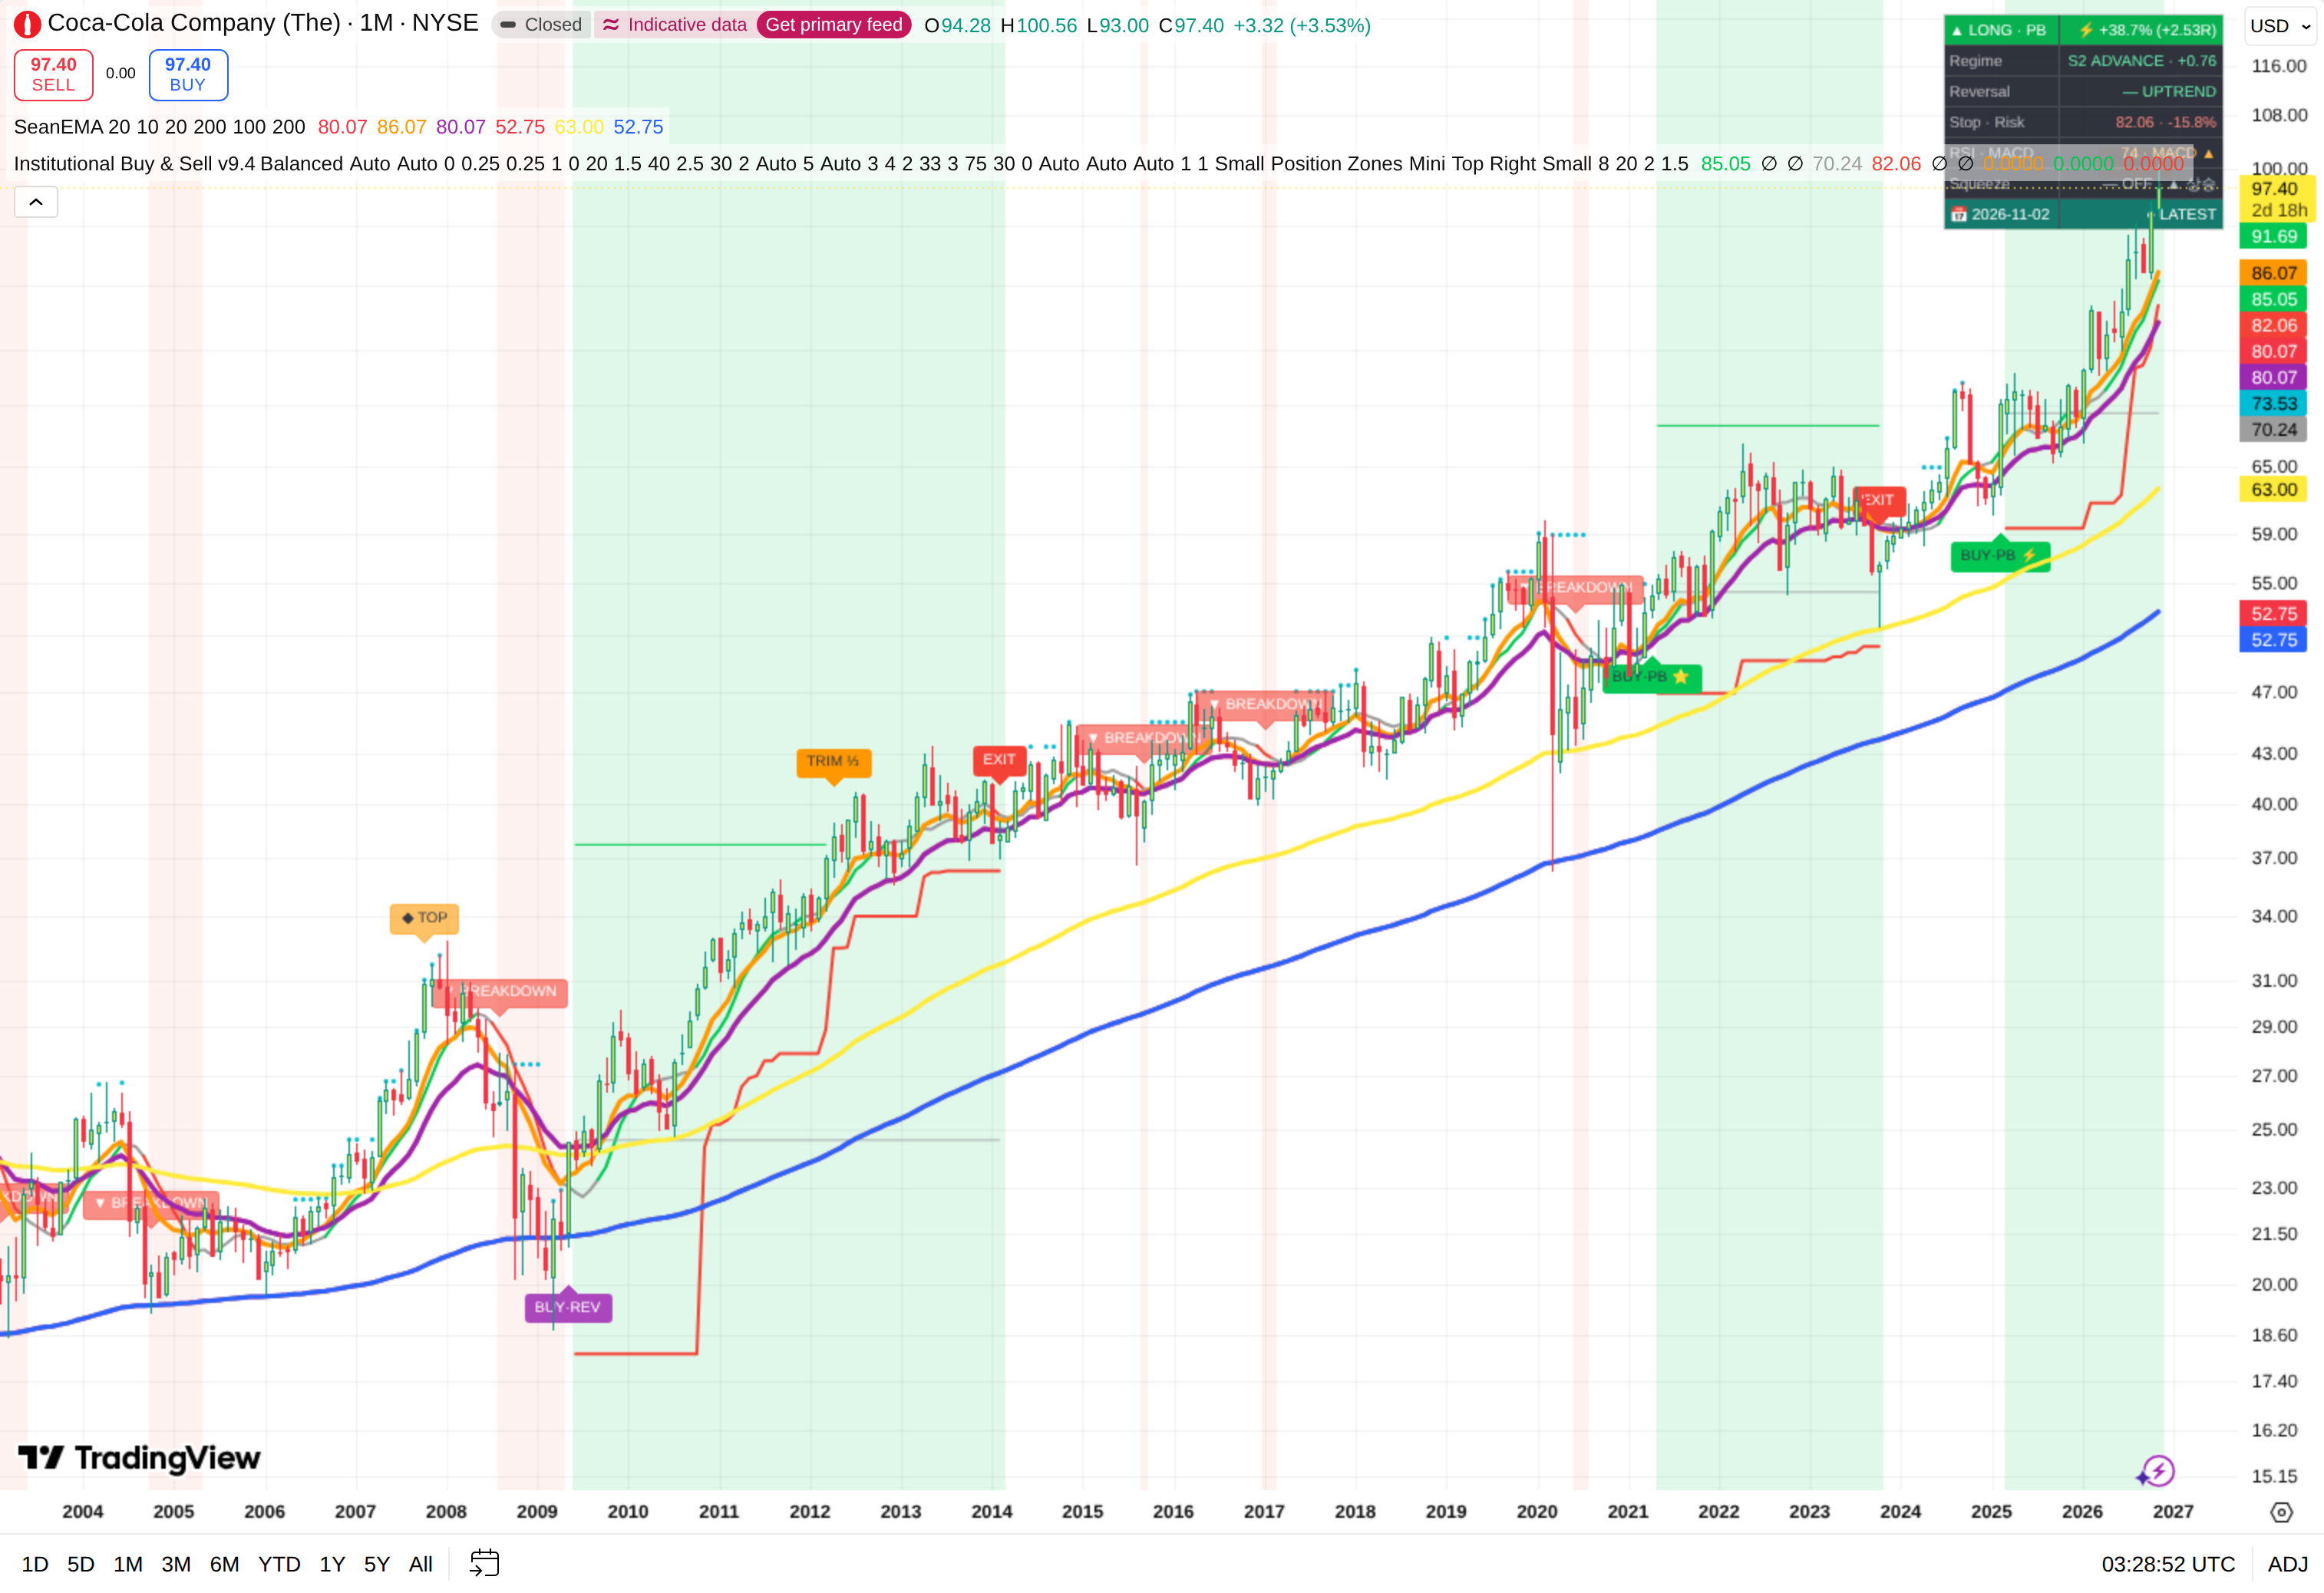 Coca-Cola Company (The) · 1M · NYSE Closed ≈ Indicative data Get primary feed O94.28 H100.56 L93.00 C97.40 +3.32 (+3.53%)
97.40 SELL 0.00 97.40 BUY
SeanEMA 20 10 20 200 100 200 80.07 86.07 80.07 52.75 63.00 52.75
Institutional Buy & Sell v9.4 Balanced Auto Auto 0 0.25 0.25 1 0 20 1.5 40 2.5 30 2 Auto 5 Auto 3 4 2 33 3 75 30 0 Auto Auto Auto 1 1 Small Position Zones Mini Top Right Small 8 20 2 1.5 85.05 ∅ ∅ 70.24 82.06 ∅ ∅ 0.0000 0.0000 0.0000
▲ LONG · PB ⚡ +38.7% (+2.53R)
Regime S2 ADVANCE · +0.76
Reversal — UPTREND
Stop · Risk 82.06 · -15.8%
RSI · MACD 74 · MACD ▲
Squeeze — OFF · ▲ 상승
📅 2026-11-02 LATEST
USD
116.00
108.00
100.00
97.40
2d 18h
91.69
86.07
85.05
82.06
80.07
80.07
73.53
70.24
65.00
63.00
59.00
55.00
52.75
52.75
47.00
43.00
40.00
37.00
34.00
31.00
29.00
27.00
25.00
23.00
21.50
20.00
18.60
17.40
16.20
15.15
EXIT
BUY-PB ⚡
BREAKDOWN
BUY-PB ⭐
▼ BREAKDOWN
▼ BREAKDOWN
EXIT
TRIM ⅓
◆ TOP
BREAKDOWN
▼ BREAKDOWN
BUY-REV
TradingView
2004 2005 2006 2007 2008 2009 2010 2011 2012 2013 2014 2015 2016 2017 2018 2019 2020 2021 2022 2023 2024 2025 2026 2027
1D 5D 1M 3M 6M YTD 1Y 5Y All 03:28:52 UTC ADJ